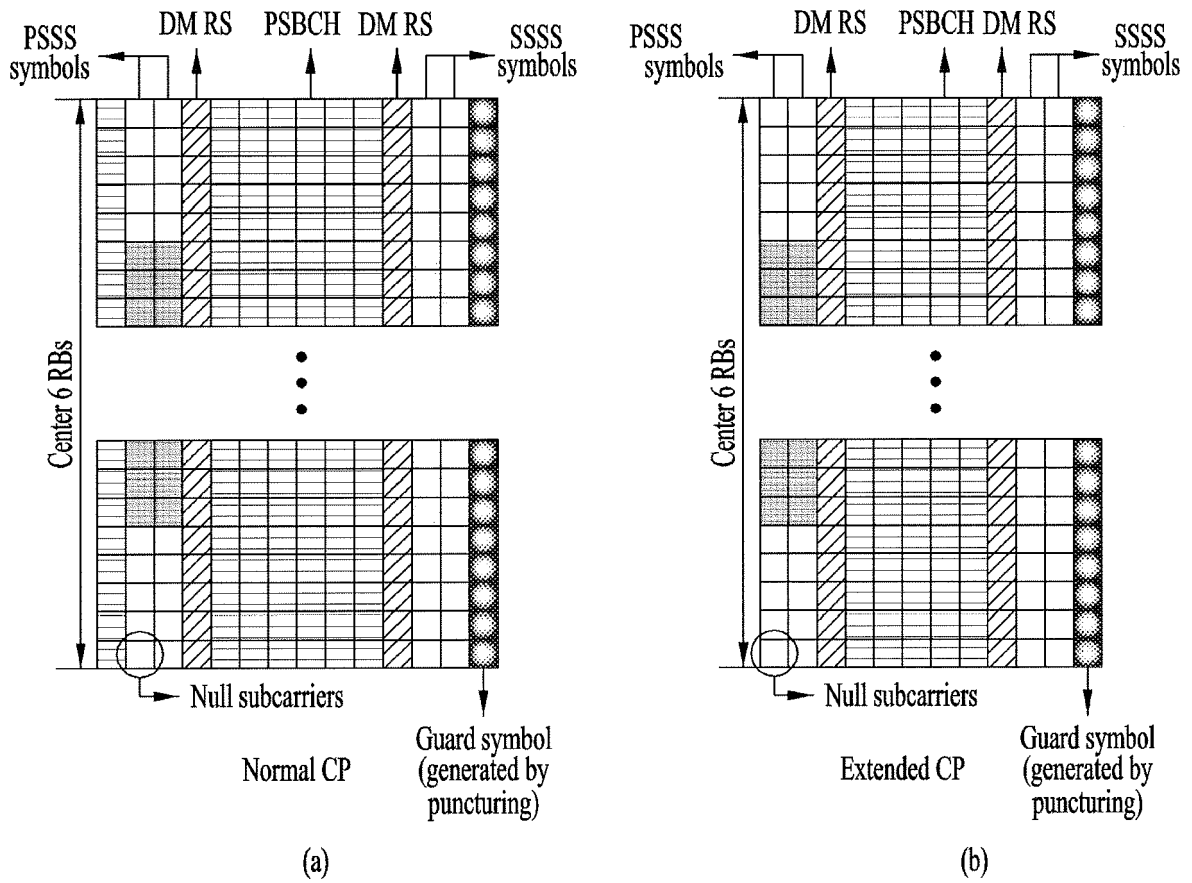 PSSS
symbols
DM RS
PSBCH
DM RS
SSSS
symbols
Center 6 RBs
Null subcarriers
Normal CP
Guard symbol
(generated by
puncturing)
(a)
PSSS
symbols
DM RS
PSBCH
DM RS
SSSS
symbols
Center 6 RBs
Null subcarriers
Extended CP
Guard symbol
(generated by
puncturing)
(b)